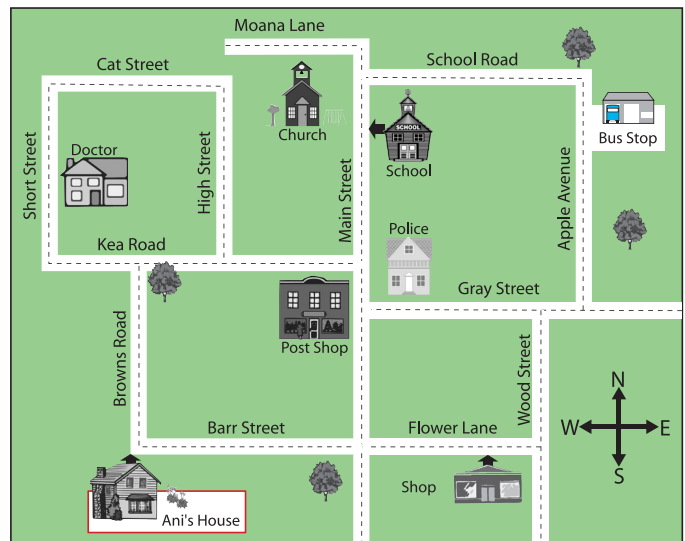 Moana Lane
Cat Street
School Road
Short Street
Doctor
High Street
Church
Main Street
SCHOOL
School
Apple Avenue
Bus Stop
Kea Road
Police
Gray Street
Browns Road
Post Shop
Wood Street
N
W
E
S
Barr Street
Flower Lane
Shop
Ani's House